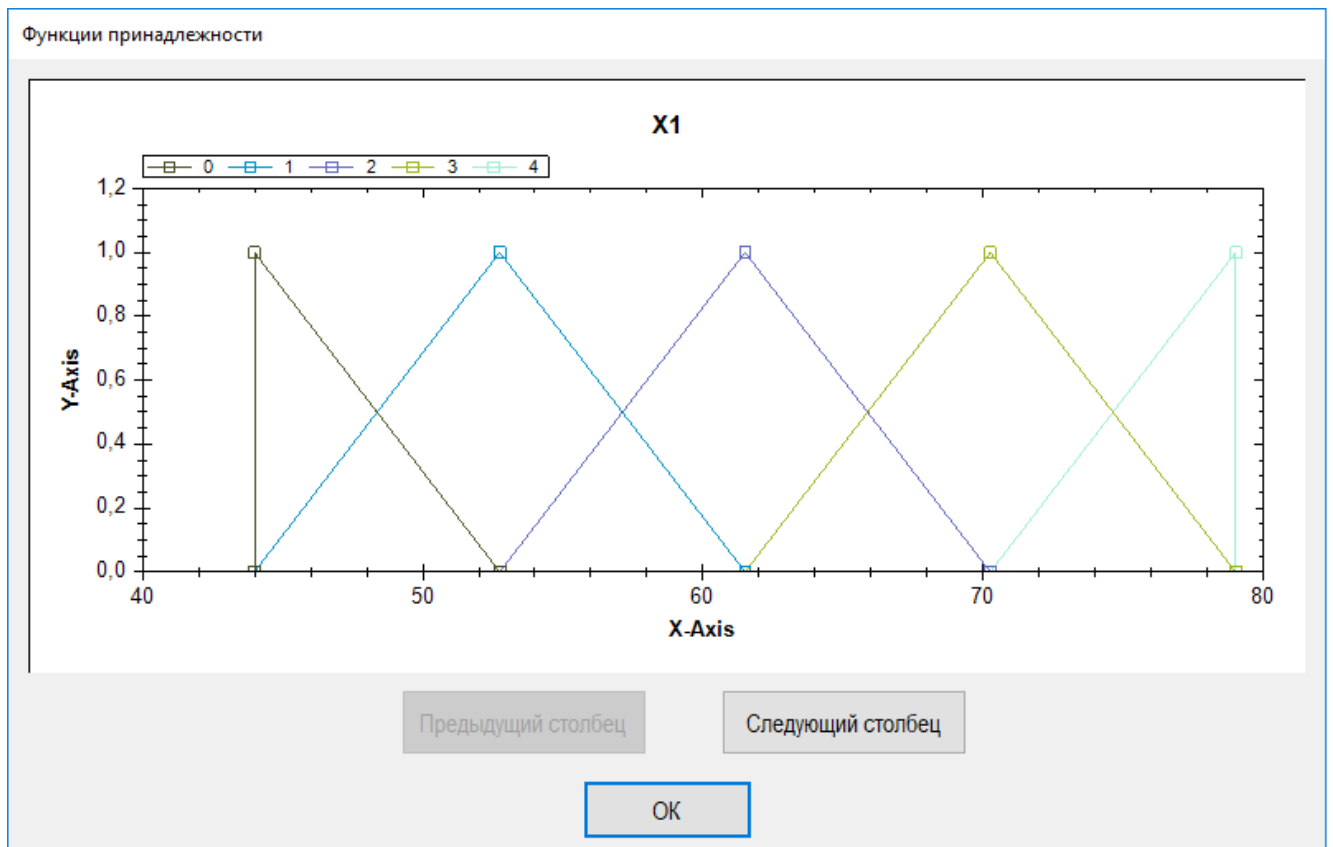 Функции принадлежности
X1
0 1 2 3 4
1,2
1,0
0,8
0,6
0,4
0,2
0,0
Y-Axis
40 50 60 70 80
X-Axis
Предыдущий столбец Следующий столбец
ОК